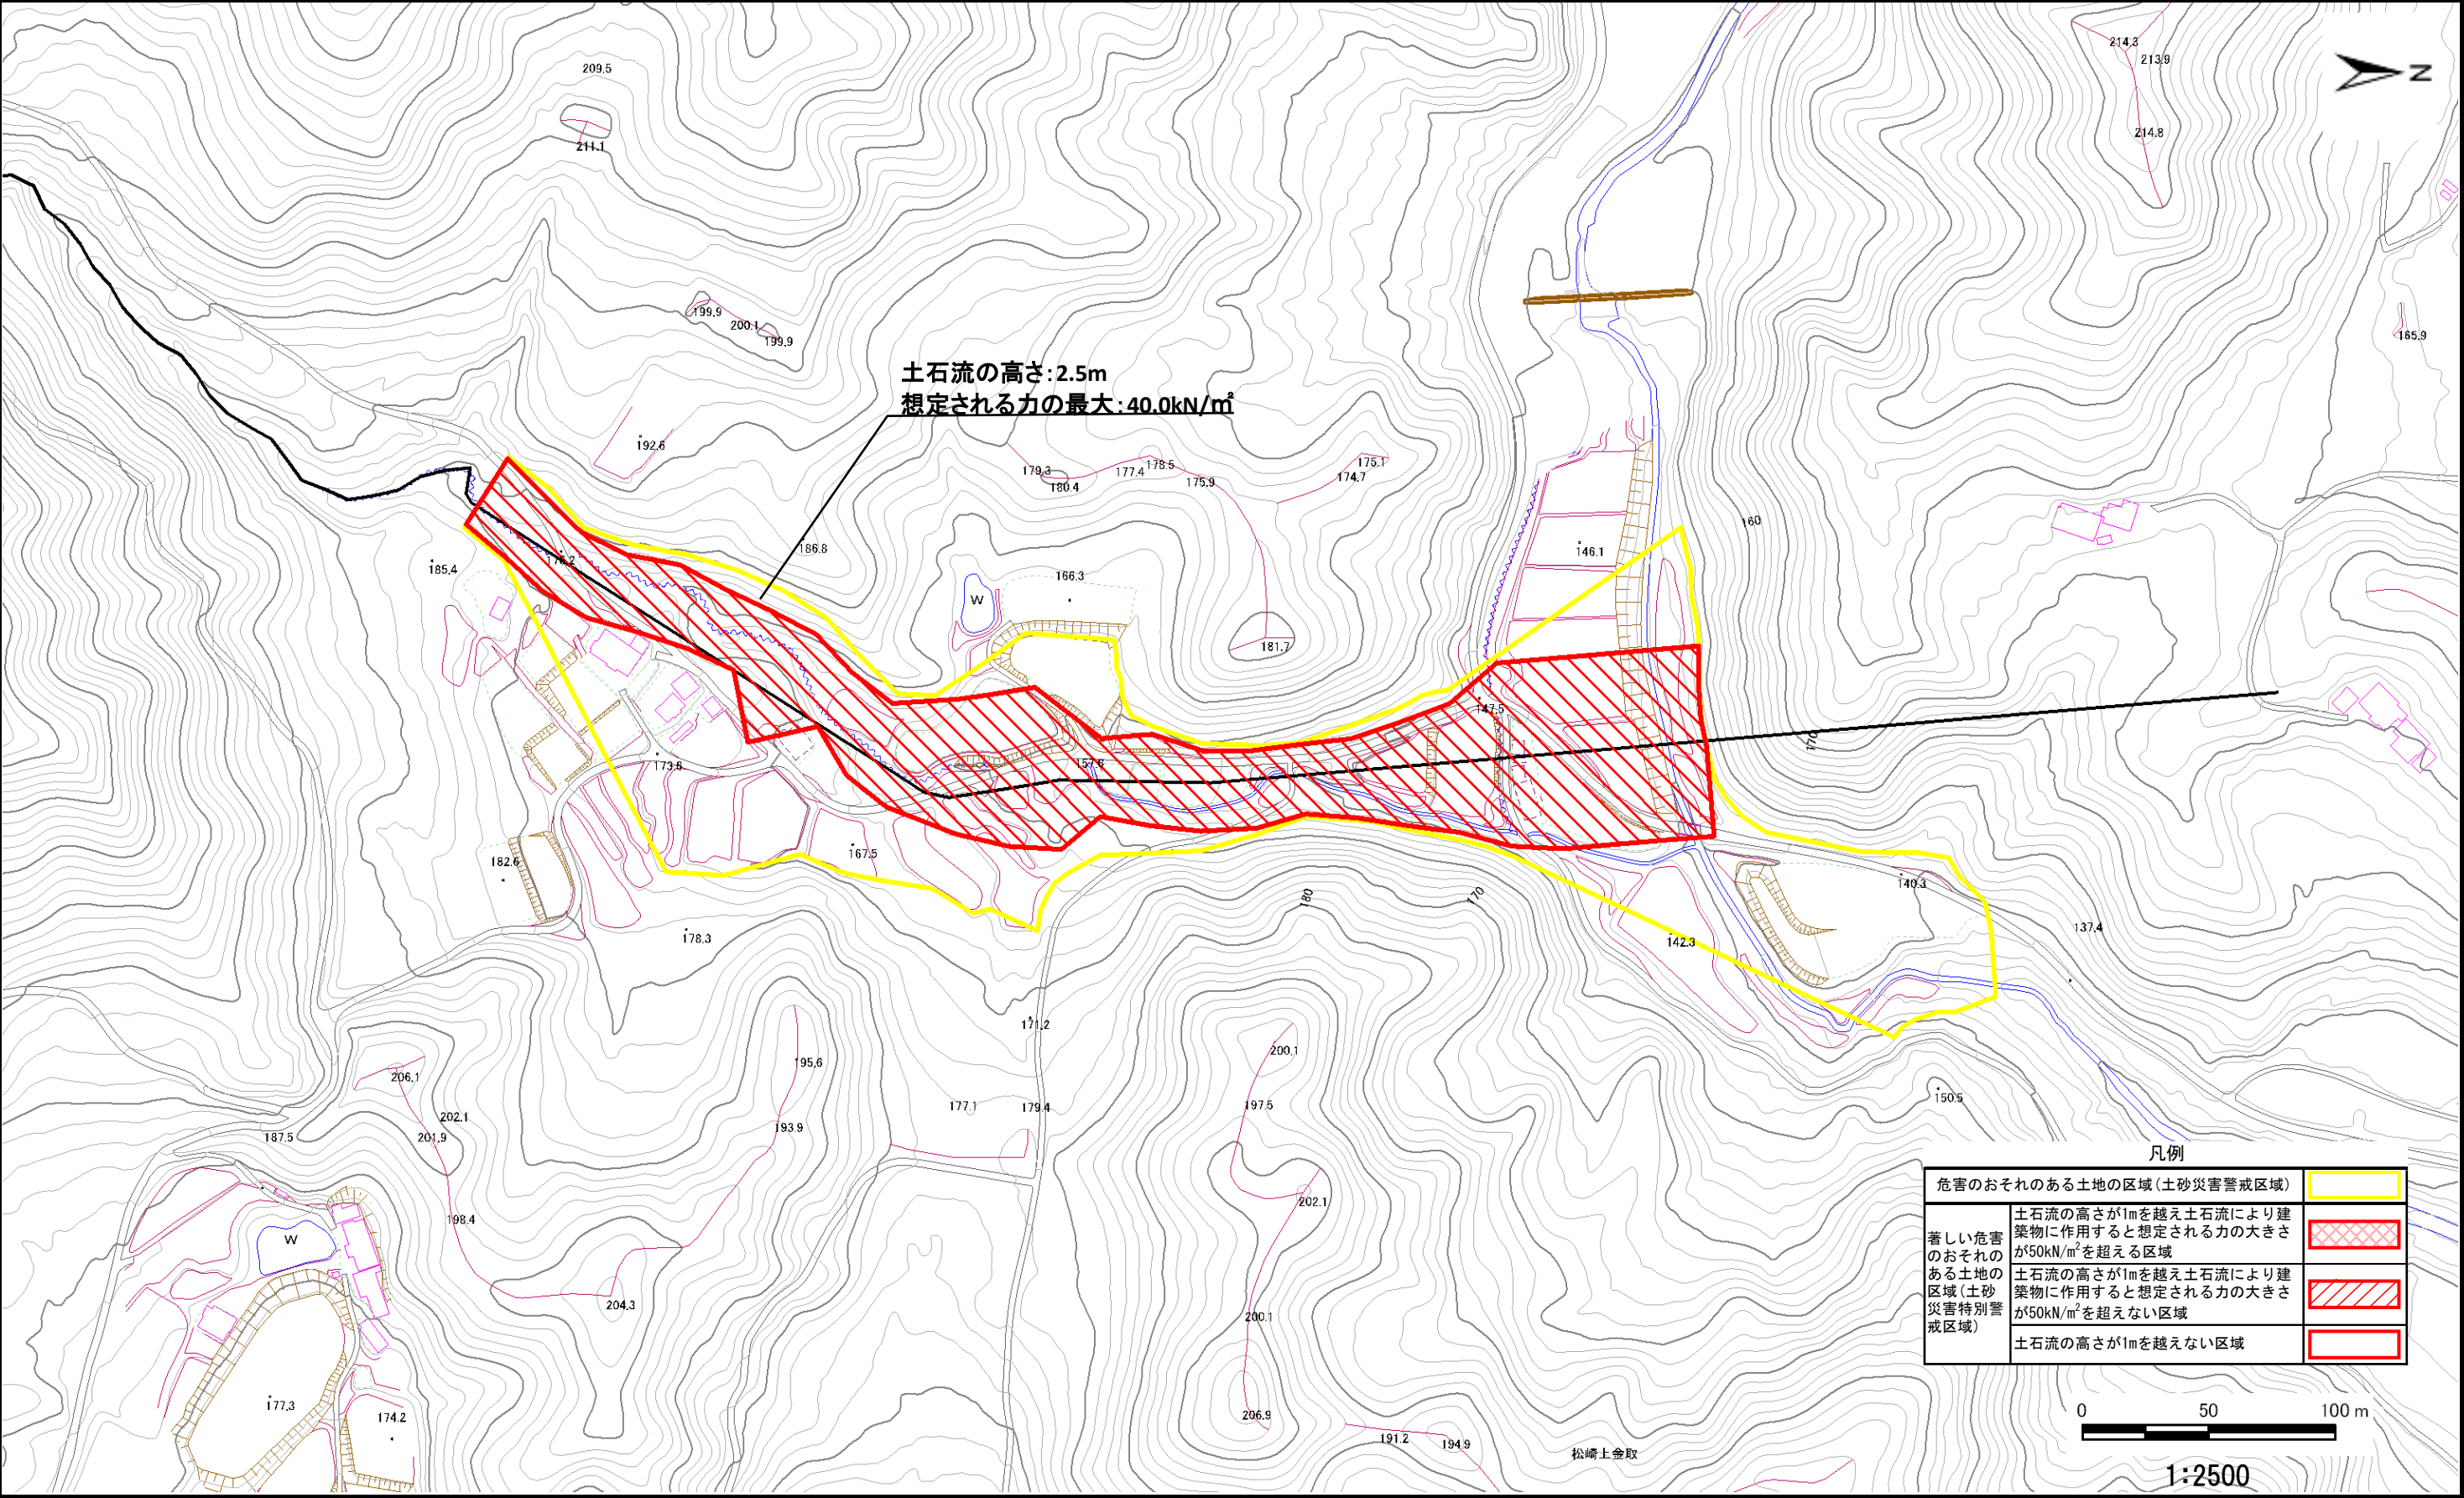 214.3
213.9
N
209.5
214.8
211.1
199.9
200.1
199.9
165.9
土石流の高さ:2.5m
想定される力の最大:40.0kN/㎡
192.6
179.3
180.4
177.4
178.5
175.9
174.7
175.1
160
186.8
146.1
185.4
176.2
166.3
W
181.7
147.5
170
173.8
157.6
167.5
182.6
180
170
140.3
137.4
178.3
142.3
171.2
200.1
195.6
206.1
202.1
201.9
187.5
177.1
179.4
197.5
150.5
193.9
198.4
W
202.1
204.3
200.1
177.3
174.2
206.9
191.2
194.9
松崎上金取
凡例
危害のおそれのある土地の区域(土砂災害警戒区域)
著しい危害
のおそれの
ある土地の
区域(土砂
災害特別警
戒区域)
土石流の高さが1mを越え土石流により建
築物に作用すると想定される力の大きさ
が50kN/m²を超える区域
土石流の高さが1mを越え土石流により建
築物に作用すると想定される力の大きさ
が50kN/m²を超えない区域
土石流の高さが1mを越えない区域
0 50 100 m
1:2500